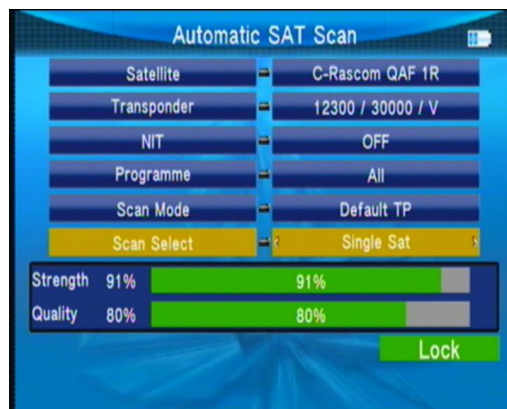 Automatic SAT Scan
Satellite C-Rascom QAF 1R
Transponder 12300 / 30000 / V
NIT OFF
Programme All
Scan Mode Default TP
Scan Select Single Sat
Strength 91% 91%
Quality 80% 80%
Lock